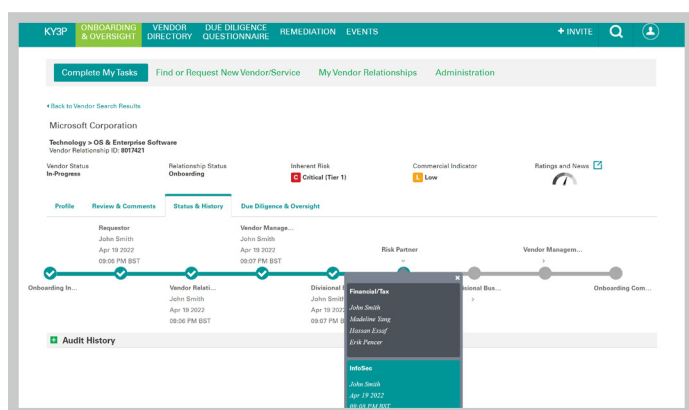 KY3P
ONBOARDING & OVERSIGHT
VENDOR DIRECTORY
DUE DILIGENCE QUESTIONNAIRE
REMEDIATION
EVENTS
+ INVITE
Complete My Tasks
Find or Request New Vendor/Service
My Vendor Relationships
Administration
Back to Vendor Search Results
Microsoft Corporation
Technology > OS & Enterprise Software
Vendor Relationship ID: 8017421
Vendor Status
In-Progress
Relationship Status
Onboarding
Inherent Risk
C Critical (Tier 1)
Commercial Indicator
L Low
Ratings and News
Profile
Review & Comments
Status & History
Due Diligence & Oversight
Requestor
John Smith
Apr 19 2022
09:06 PM BST
Vendor Manage...
John Smith
Apr 19 2022
09:07 PM BST
Risk Partner
Vendor Managem...
Onboarding In...
Vendor Relati...
John Smith
Apr 19 2022
09:06 PM BST
Divisional
John Smith
Apr 19 2022
09:07 PM B
isional Bus...
Onboarding Com...
Financial/Tax
John Smith
Madeline Yang
Hassan Essaf
Erik Pencer
InfoSec
John Smith
Apr 19 2022
09:09 PM BST
Audit History